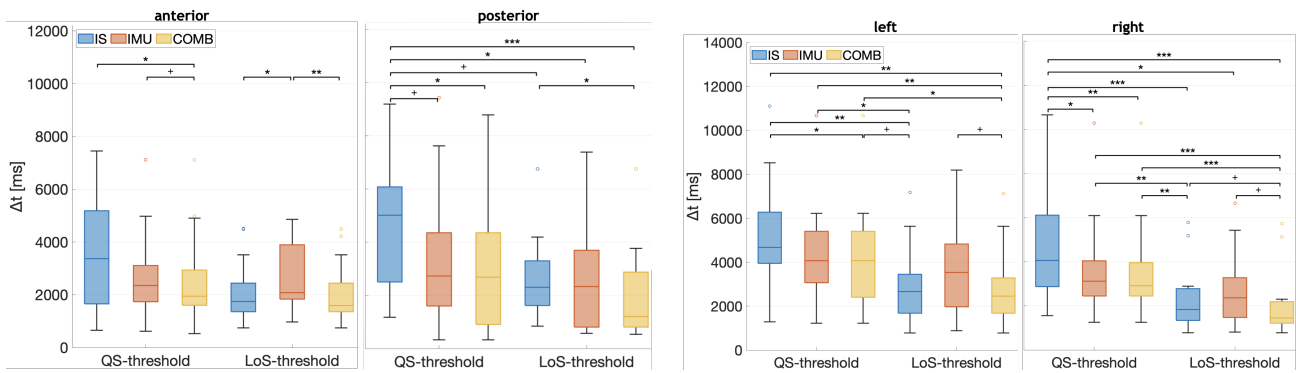 anterior
posterior
left
right
IS IMU COMB
IS IMU COMB
12000
10000
8000
6000
4000
2000
0
Δt [ms]
* + * **
*** * + * + *
QS-threshold LoS-threshold
QS-threshold LoS-threshold
14000
12000
10000
8000
6000
4000
2000
0
Δt [ms]
** ** * * ** * + +
*** * *** ** * *** *** ** + ** +
QS-threshold LoS-threshold
QS-threshold LoS-threshold